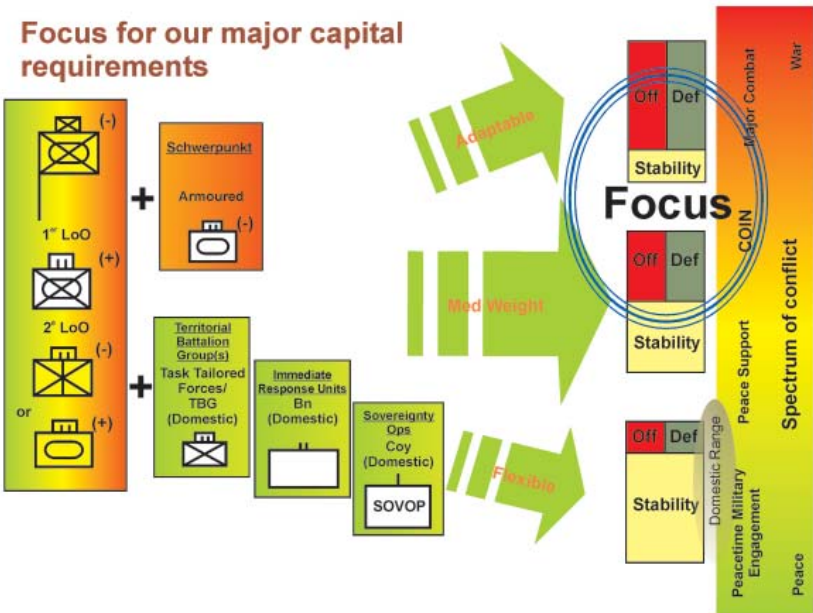 Focus for our major capital
requirements
(-)
1st LoO
(+)
2e LoO
(-)
or
(+)
+
Schwerpunkt
Armoured
(-)
+
Territorial
Battalion
Group(s)
Task Tailored
Forces/
TBG
(Domestic)
Immediate
Response Units
Bn
(Domestic)
Sovereignty
Ops
Coy
(Domestic)
SOVOP
Adaptable
Med Weight
Flexible
Off Def
Stability
Focus
Off Def
Stability
Off Def
Stability
Domestic Range
Major Combat
COIN
Peace Support
Peacetime Military
Engagement
War
Spectrum of conflict
Peace